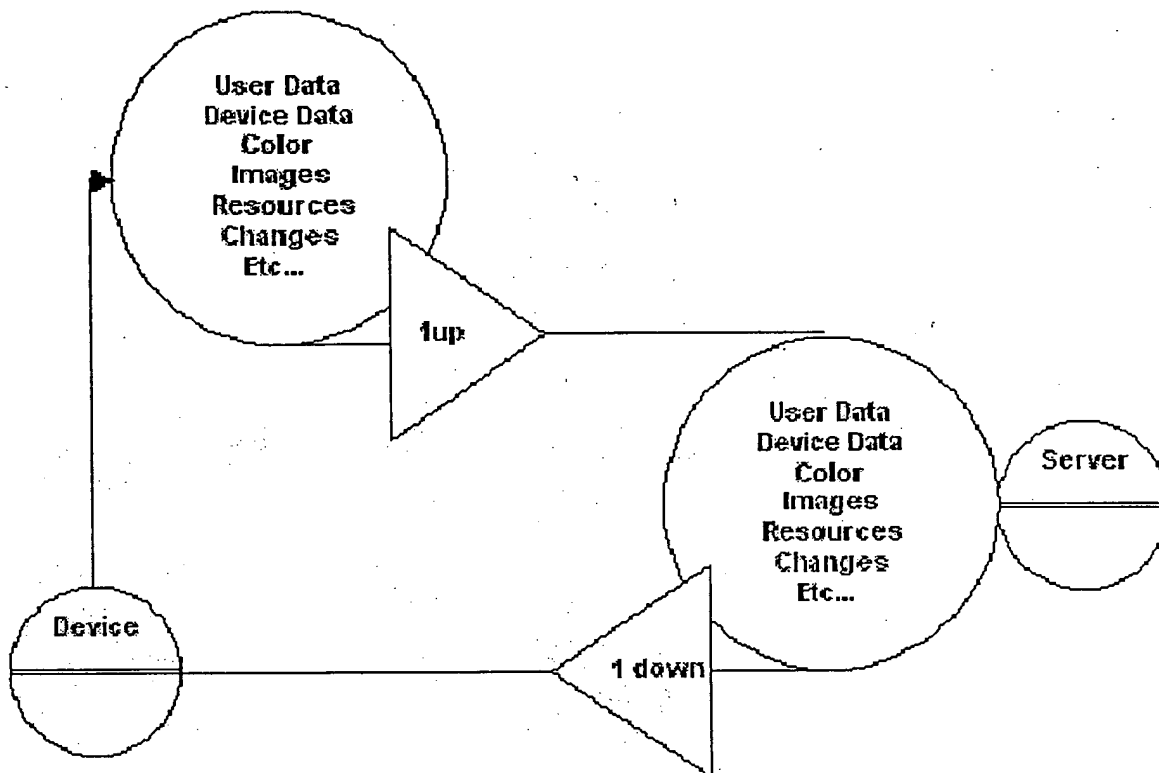 User Data
Device Data
Color
Images
Resources
Changes
Etc...
1up
User Data
Device Data
Color
Images
Resources
Changes
Etc...
Server
Device
1 down